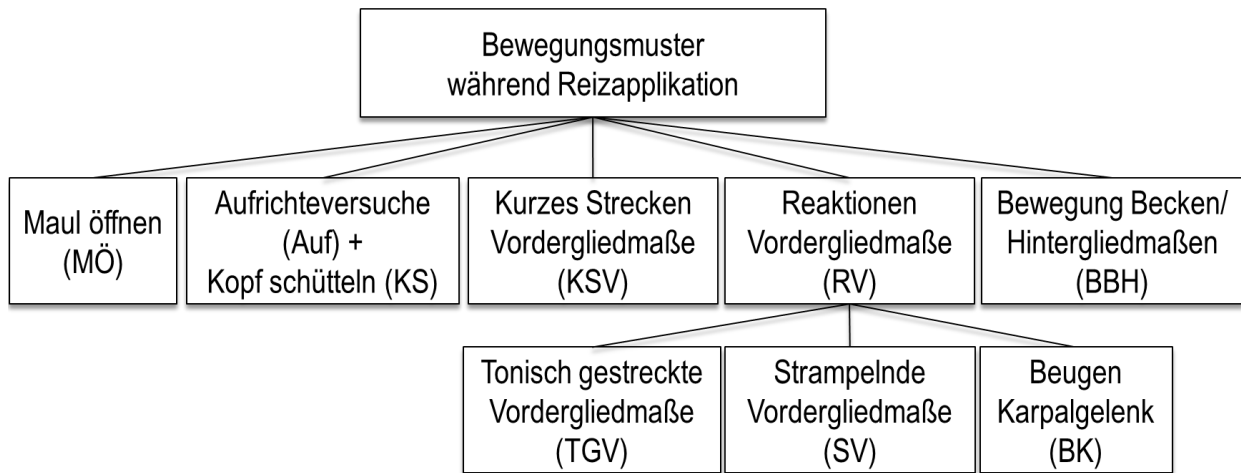 Bewegungsmuster
während Reizapplikation
Maul öffnen
(MÖ)
Aufrichteversuche
(Auf) +
Kopf schütteln (KS)
Kurzes Strecken
Vordergliedmaße
(KSV)
Reaktionen
Vordergliedmaße
(RV)
Bewegung Becken/
Hintergliedmaßen
(BBH)
Tonisch gestreckte
Vordergliedmaße
(TGV)
Strampelnde
Vordergliedmaße
(SV)
Beugen
Karpalgelenk
(BK)